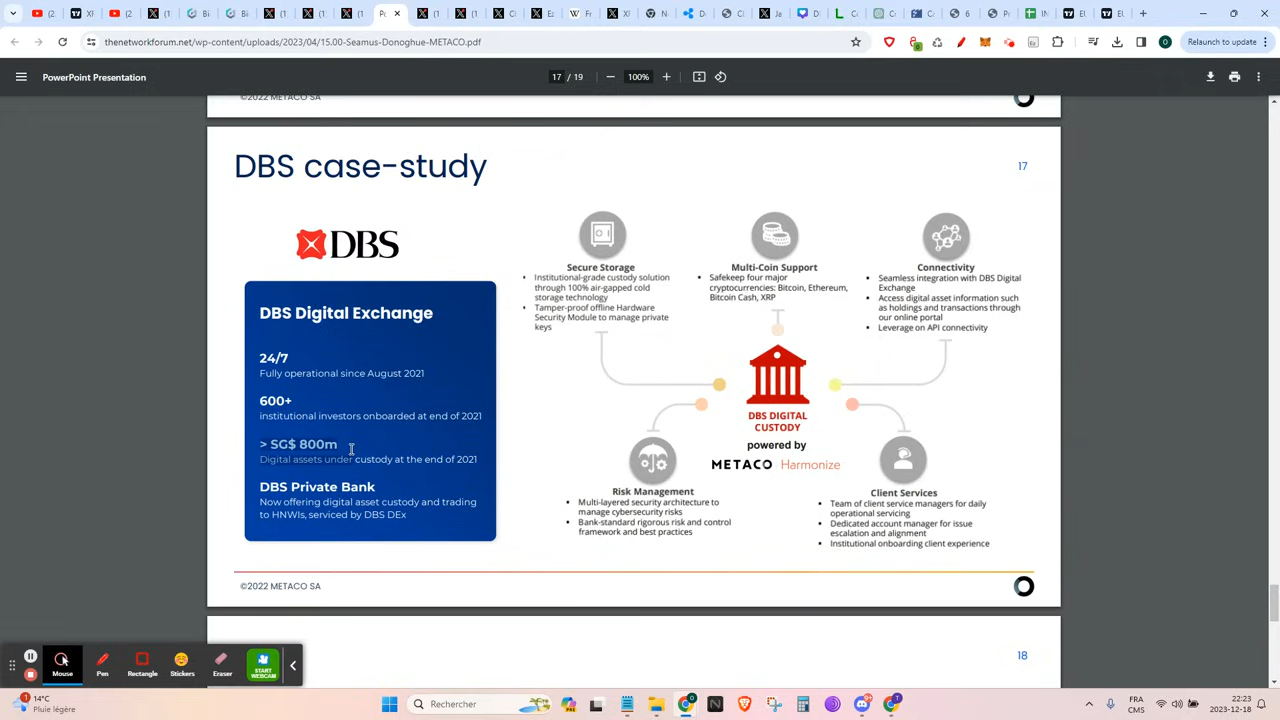 thenetworkforum.net/wp-content/uploads/2023/04/15.00-Seamus-Donoghue-METACO.pdf
Relaunch to update
PowerPoint Presentation
17 / 19
100%
©2022 METACO SA
DBS case-study
17
DBS
DBS Digital Exchange
24/7
Fully operational since August 2021
600+
institutional investors onboarded at end of 2021
> SG$ 800m
Digital assets under custody at the end of 2021
DBS Private Bank
Now offering digital asset custody and trading
to HNWIs, serviced by DBS DEx
Secure Storage
• Institutional-grade custody solution
through 100% air-gapped cold
storage technology
• Tamper-proof offline Hardware
Security Module to manage private
keys
Multi-Coin Support
• Safekeep four major
cryptocurrencies: Bitcoin, Ethereum,
Bitcoin Cash, XRP
Connectivity
• Seamless integration with DBS Digital
Exchange
• Access digital asset information such
as holdings and transactions through
our online portal
• Leverage on API connectivity
DBS DIGITAL
CUSTODY
powered by
METACO Harmonize
Risk Management
• Multi-layered security architecture to
manage cybersecurity risks
• Bank-standard rigorous risk and control
framework and best practices
Client Services
• Team of client service managers for daily
operational servicing
• Dedicated account manager for issue
escalation and alignment
• Institutional onboarding client experience
©2022 METACO SA
18
Mouse
Pen
Rectangle
Stickers
Eraser
START
WEBCAM
14°C
Pluie légère
Rechercher
FRA
CMS
22:23
2023-12-18